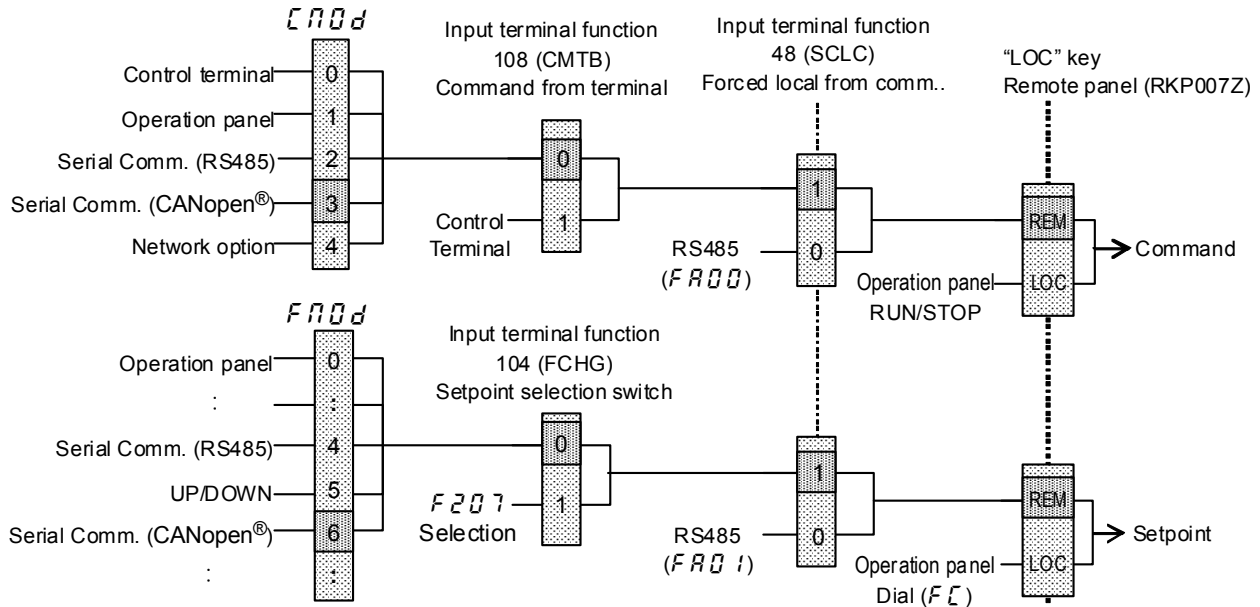 CMOd
Control terminal 0
Operation panel 1
Serial Comm. (RS485) 2
Serial Comm. (CANopen®) 3
Network option 4
Input terminal function
108 (CMTB)
Command from terminal
0
Control
Terminal
1
Input terminal function
48 (SCLC)
Forced local from comm..
1
RS485
(FA00)
0
“LOC” key
Remote panel (RKP007Z)
REM
Operation panel
RUN/STOP
LOC
Command
FMOd
Operation panel 0
: :
Serial Comm. (RS485) 4
UP/DOWN 5
Serial Comm. (CANopen®) 6
: :
Input terminal function
104 (FCHG)
Setpoint selection switch
0
F207
Selection
1
1
RS485
(FA01)
0
REM
Operation panel
Dial (FC)
LOC
Setpoint